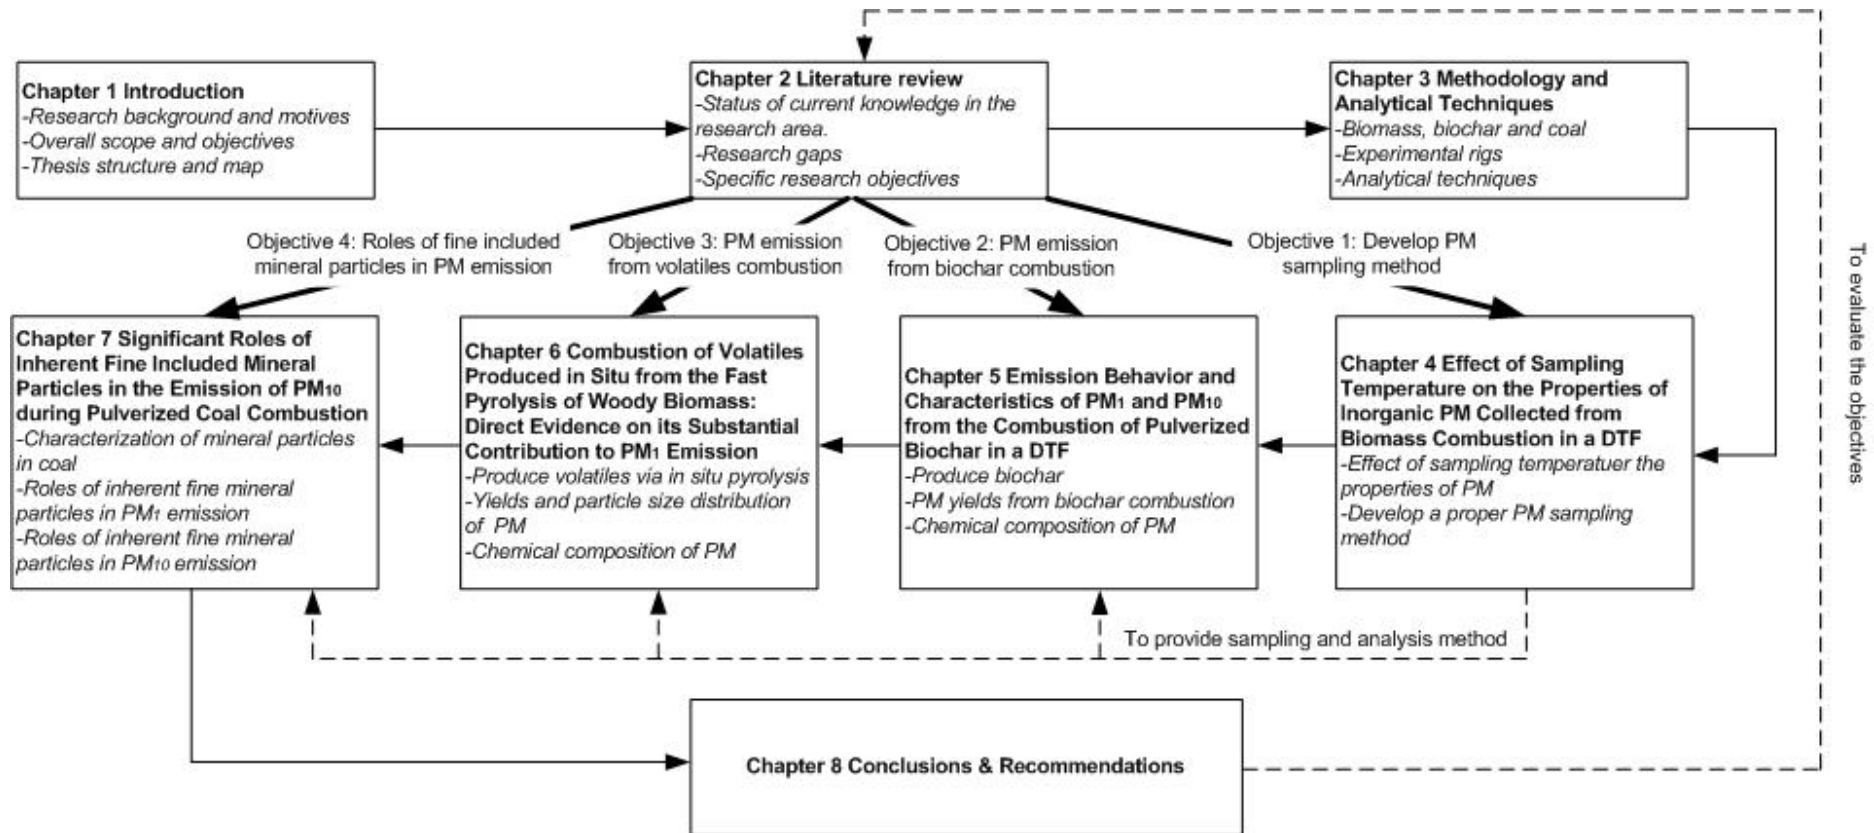 Chapter 1 Introduction
-Research background and motives
-Overall scope and objectives
-Thesis structure and map
Chapter 2 Literature review
-Status of current knowledge in the
research area.
-Research gaps
-Specific research objectives
Chapter 3 Methodology and
Analytical Techniques
-Biomass, biochar and coal
-Experimental rigs
-Analytical techniques
Objective 4: Roles of fine included
mineral particles in PM emission
Objective 3: PM emission
from volatiles combustion
Objective 2: PM emission
from biochar combustion
Objective 1: Develop PM
sampling method
To evaluate the objectives
Chapter 7 Significant Roles of
Inherent Fine Included Mineral
Particles in the Emission of PM10
during Pulverized Coal Combustion
-Characterization of mineral particles
in coal
-Roles of inherent fine mineral
particles in PM1 emission
-Roles of inherent fine mineral
particles in PM10 emission
Chapter 6 Combustion of Volatiles
Produced in Situ from the Fast
Pyrolysis of Woody Biomass:
Direct Evidence on its Substantial
Contribution to PM1 Emission
-Produce volatiles via in situ pyrolysis
-Yields and particle size distribution
of PM
-Chemical composition of PM
Chapter 5 Emission Behavior and
Characteristics of PM1 and PM10
from the Combustion of Pulverized
Biochar in a DTF
-Produce biochar
-PM yields from biochar combustion
-Chemical composition of PM
Chapter 4 Effect of Sampling
Temperature on the Properties of
Inorganic PM Collected from
Biomass Combustion in a DTF
-Effect of sampling temperatuer the
properties of PM
-Develop a proper PM sampling
method
To provide sampling and analysis method
Chapter 8 Conclusions & Recommendations